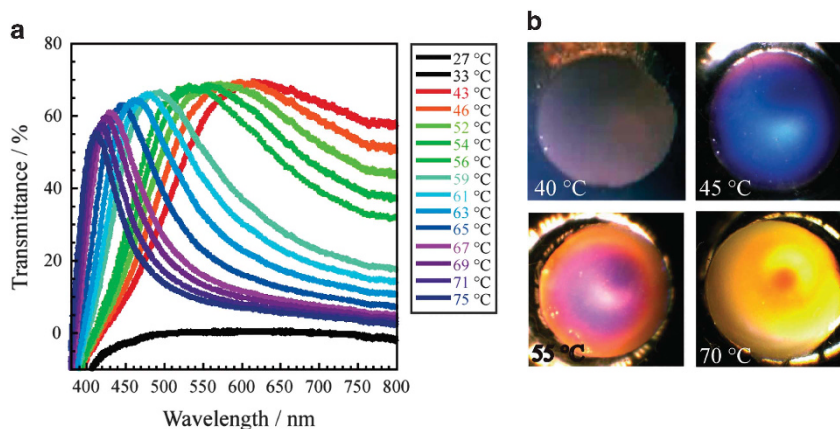 a
80
60
40
20
0
400 450 500 550 600 650 700 750 800
Transmittance / %
Wavelength / nm
27 °C
33 °C
43 °C
46 °C
52 °C
54 °C
56 °C
59 °C
61 °C
63 °C
65 °C
67 °C
69 °C
71 °C
75 °C
b
40 °C
45 °C
55 °C
70 °C